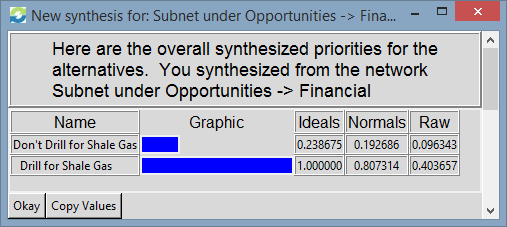 New synthesis for: Subnet under Opportunities -> Fina...
Here are the overall synthesized priorities for the
alternatives. You synthesized from the network
Subnet under Opportunities -> Financial
Name Graphic Ideals Normals Raw
Don't Drill for Shale Gas 0.238675 0.192686 0.096343
Drill for Shale Gas 1.000000 0.807314 0.403657
Okay Copy Values